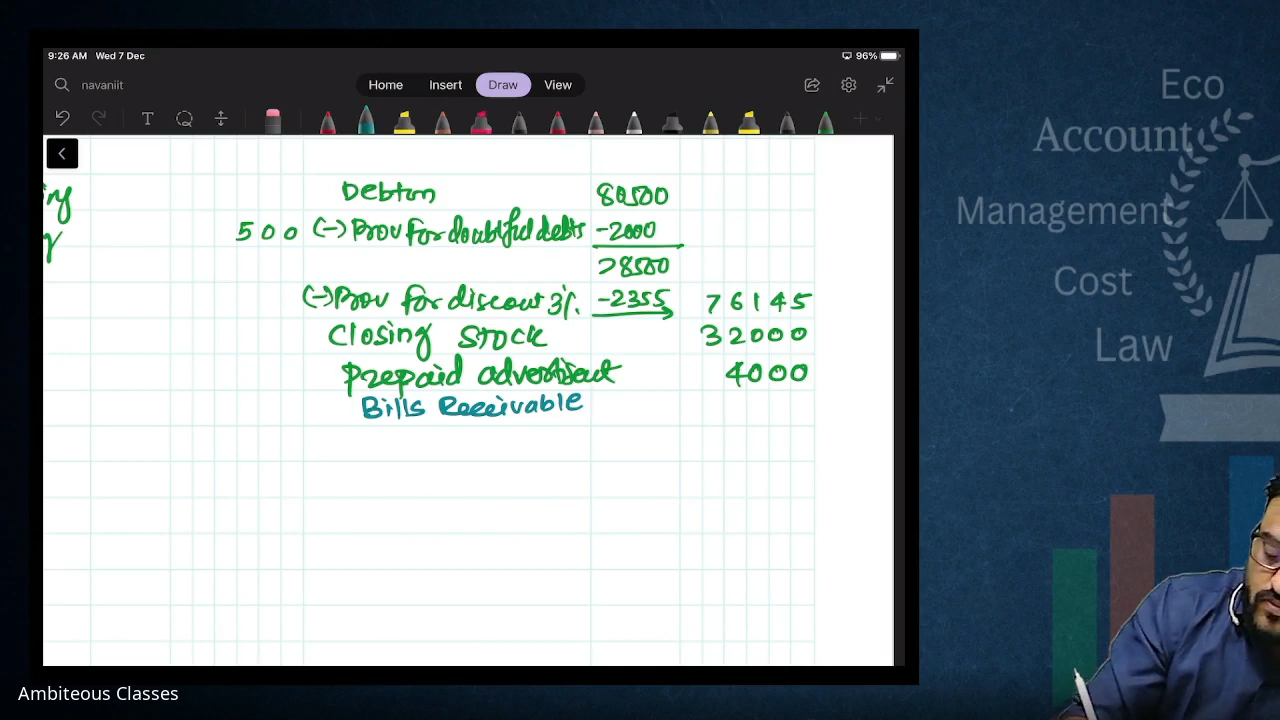 9:26 AM Wed 7 Dec
96%
navaniit
Home Insert Draw View
Debtors 80500
500 (-) Prov for doubtful debts -2000
78500
(-) Prov for discount 3%. -2355 76145
Closing Stock 32000
Prepaid advertisment 4000
Bills Receivable
Eco
Account
Management
Cost
Law
Ambiteous Classes